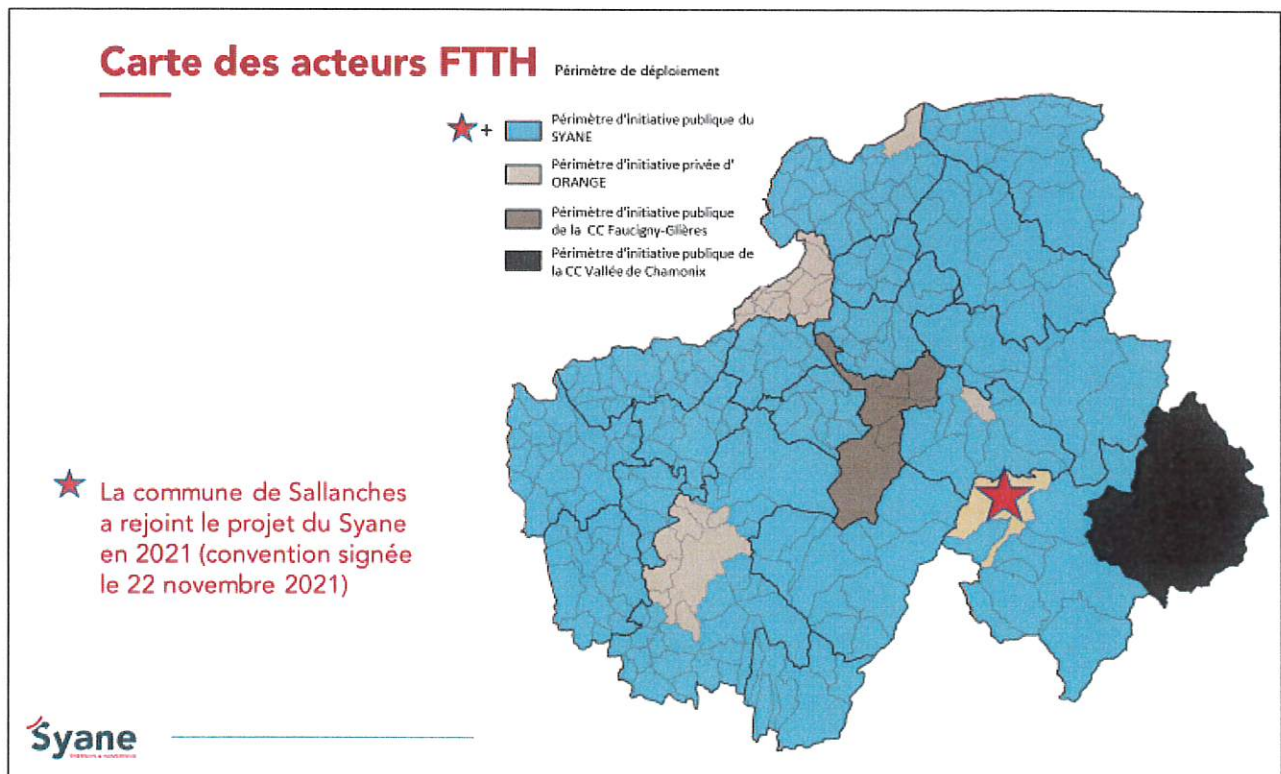 Carte des acteurs FTTH
Périmètre de déploiement
+ Périmètre d'initiative publique du
SYANE
Périmètre d'initiative privée d'
ORANGE
Périmètre d'initiative publique
de la CC Faucigny-Glières
Périmètre d'initiative publique de
la CC Vallée de Chamonix
La commune de Sallanches
a rejoint le projet du Syane
en 2021 (convention signée
le 22 novembre 2021)
Syane